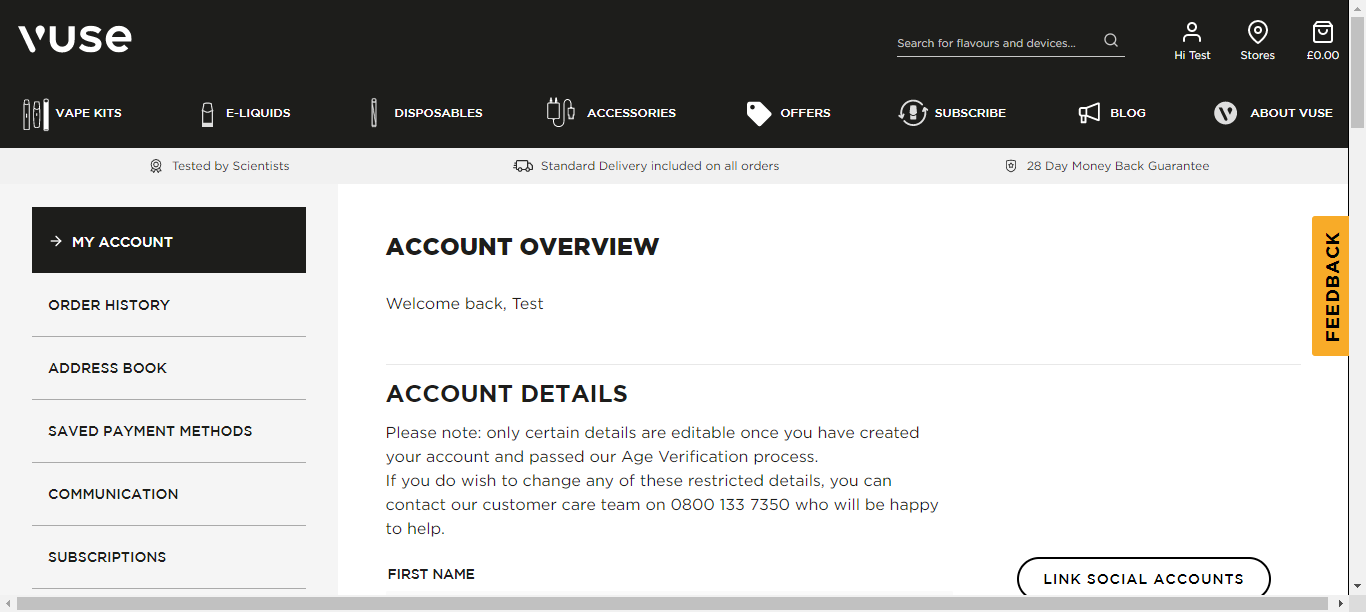 vuse
Search for flavours and devices...
Hi Test
Stores
£0.00
VAPE KITS
E-LIQUIDS
DISPOSABLES
ACCESSORIES
OFFERS
SUBSCRIBE
BLOG
ABOUT VUSE
Tested by Scientists
Standard Delivery included on all orders
28 Day Money Back Guarantee
MY ACCOUNT
ORDER HISTORY
ADDRESS BOOK
SAVED PAYMENT METHODS
COMMUNICATION
SUBSCRIPTIONS
ACCOUNT OVERVIEW
Welcome back, Test
ACCOUNT DETAILS
Please note: only certain details are editable once you have created
your account and passed our Age Verification process.
If you do wish to change any of these restricted details, you can
contact our customer care team on 0800 133 7350 who will be happy
to help.
FIRST NAME
LINK SOCIAL ACCOUNTS
FEEDBACK